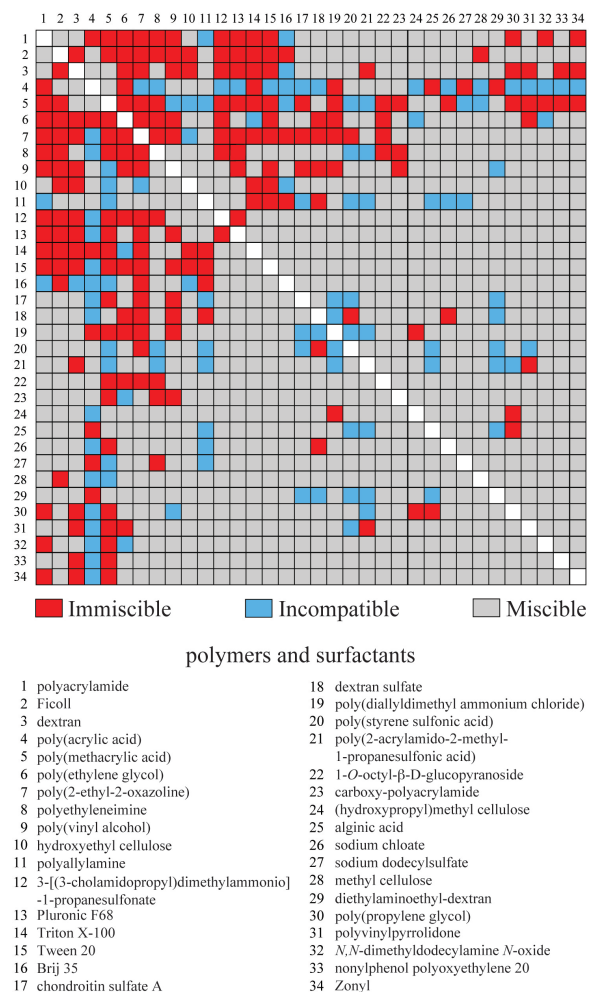 1 2 3 4 5 6 7 8 9 10 11 12 13 14 15 16 17 18 19 20 21 22 23 24 25 26 27 28 29 30 31 32 33 34
1
2
3
4
5
6
7
8
9
10
11
12
13
14
15
16
17
18
19
20
21
22
23
24
25
26
27
28
29
30
31
32
33
34
Immiscible Incompatible Miscible
polymers and surfactants
1 polyacrylamide
2 Ficoll
3 dextran
4 poly(acrylic acid)
5 poly(methacrylic acid)
6 poly(ethylene glycol)
7 poly(2-ethyl-2-oxazoline)
8 polyethyleneimine
9 poly(vinyl alcohol)
10 hydroxyethyl cellulose
11 polyallylamine
12 3-[(3-cholamidopropyl)dimethylammonio]
-1-propanesulfonate
13 Pluronic F68
14 Triton X-100
15 Tween 20
16 Brij 35
17 chondroitin sulfate A
18 dextran sulfate
19 poly(diallyldimethyl ammonium chloride)
20 poly(styrene sulfonic acid)
21 poly(2-acrylamido-2-methyl-
1-propanesulfonic acid)
22 1-O-octyl-β-D-glucopyranoside
23 carboxy-polyacrylamide
24 (hydroxypropyl)methyl cellulose
25 alginic acid
26 sodium chloate
27 sodium dodecylsulfate
28 methyl cellulose
29 diethylaminoethyl-dextran
30 poly(propylene glycol)
31 polyvinylpyrrolidone
32 N,N-dimethyldodecylamine N-oxide
33 nonylphenol polyoxyethylene 20
34 Zonyl